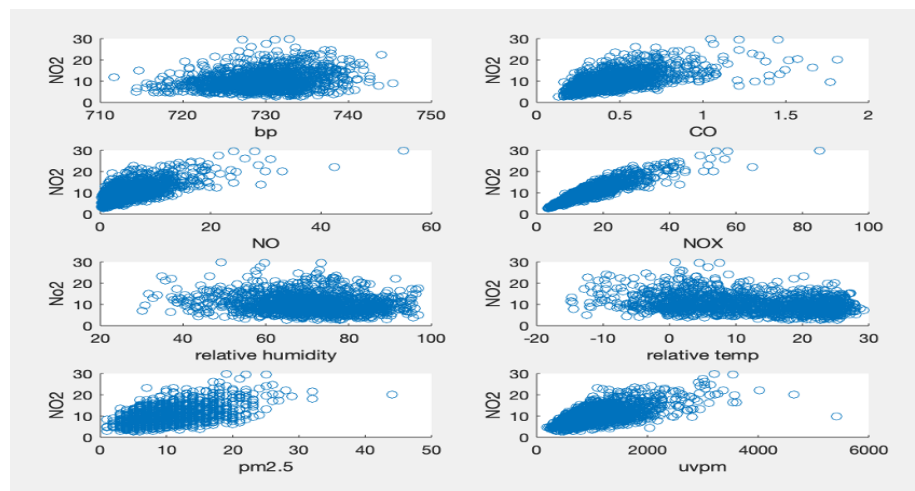 30
20
10
0
NO2
710 720 730 740 750
bp
30
20
10
0
NO2
0 0.5 1 1.5 2
CO
30
20
10
0
NO2
0 20 40 60
NO
30
20
10
0
NO2
0 20 40 60 80 100
NOX
30
20
10
0
No2
20 40 60 80 100
relative humidity
30
20
10
0
NO2
-20 -10 0 10 20 30
relative temp
30
20
10
0
NO2
0 10 20 30 40 50
pm2.5
30
20
10
0
NO2
0 2000 4000 6000
uvpm